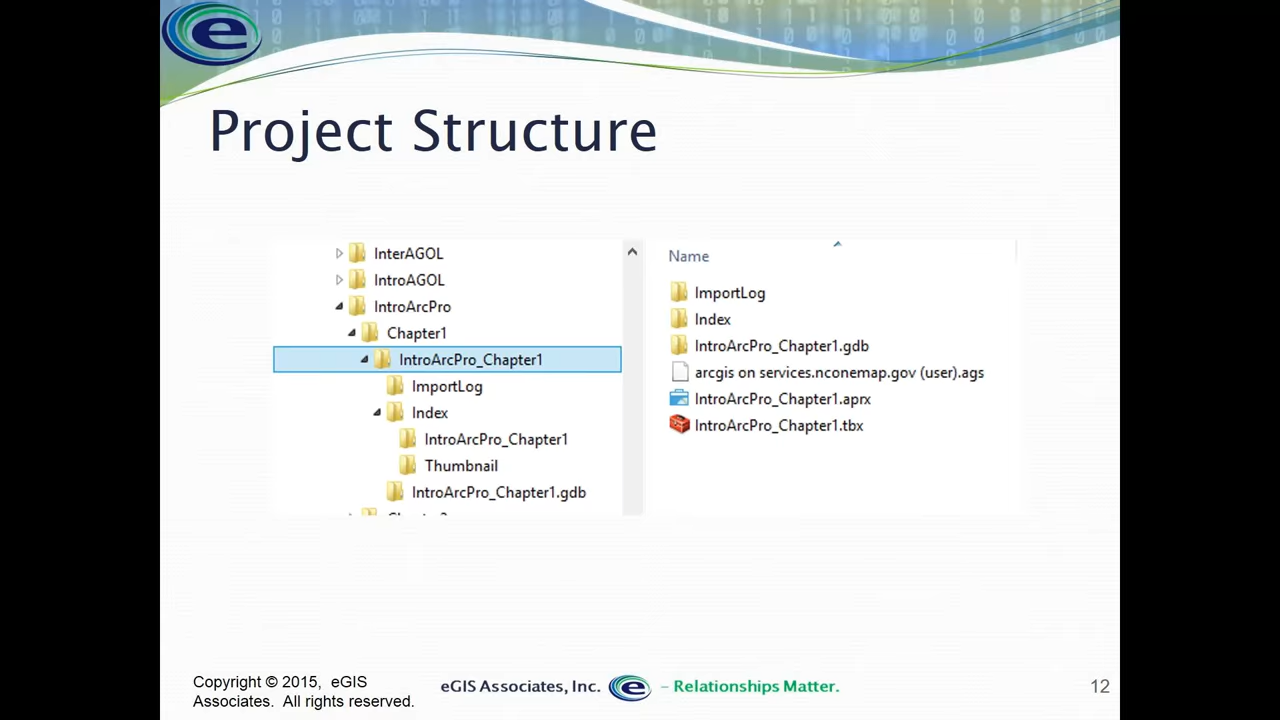 Project Structure
InterAGOL
IntroAGOL
IntroArcPro
Chapter1
IntroArcPro_Chapter1
ImportLog
Index
IntroArcPro_Chapter1
Thumbnail
IntroArcPro_Chapter1.gdb
Name
ImportLog
Index
IntroArcPro_Chapter1.gdb
arcgis on services.nconemap.gov (user).ags
IntroArcPro_Chapter1.aprx
IntroArcPro_Chapter1.tbx
Copyright © 2015, eGIS
Associates. All rights reserved.
eGIS Associates, Inc. e – Relationships Matter.
12